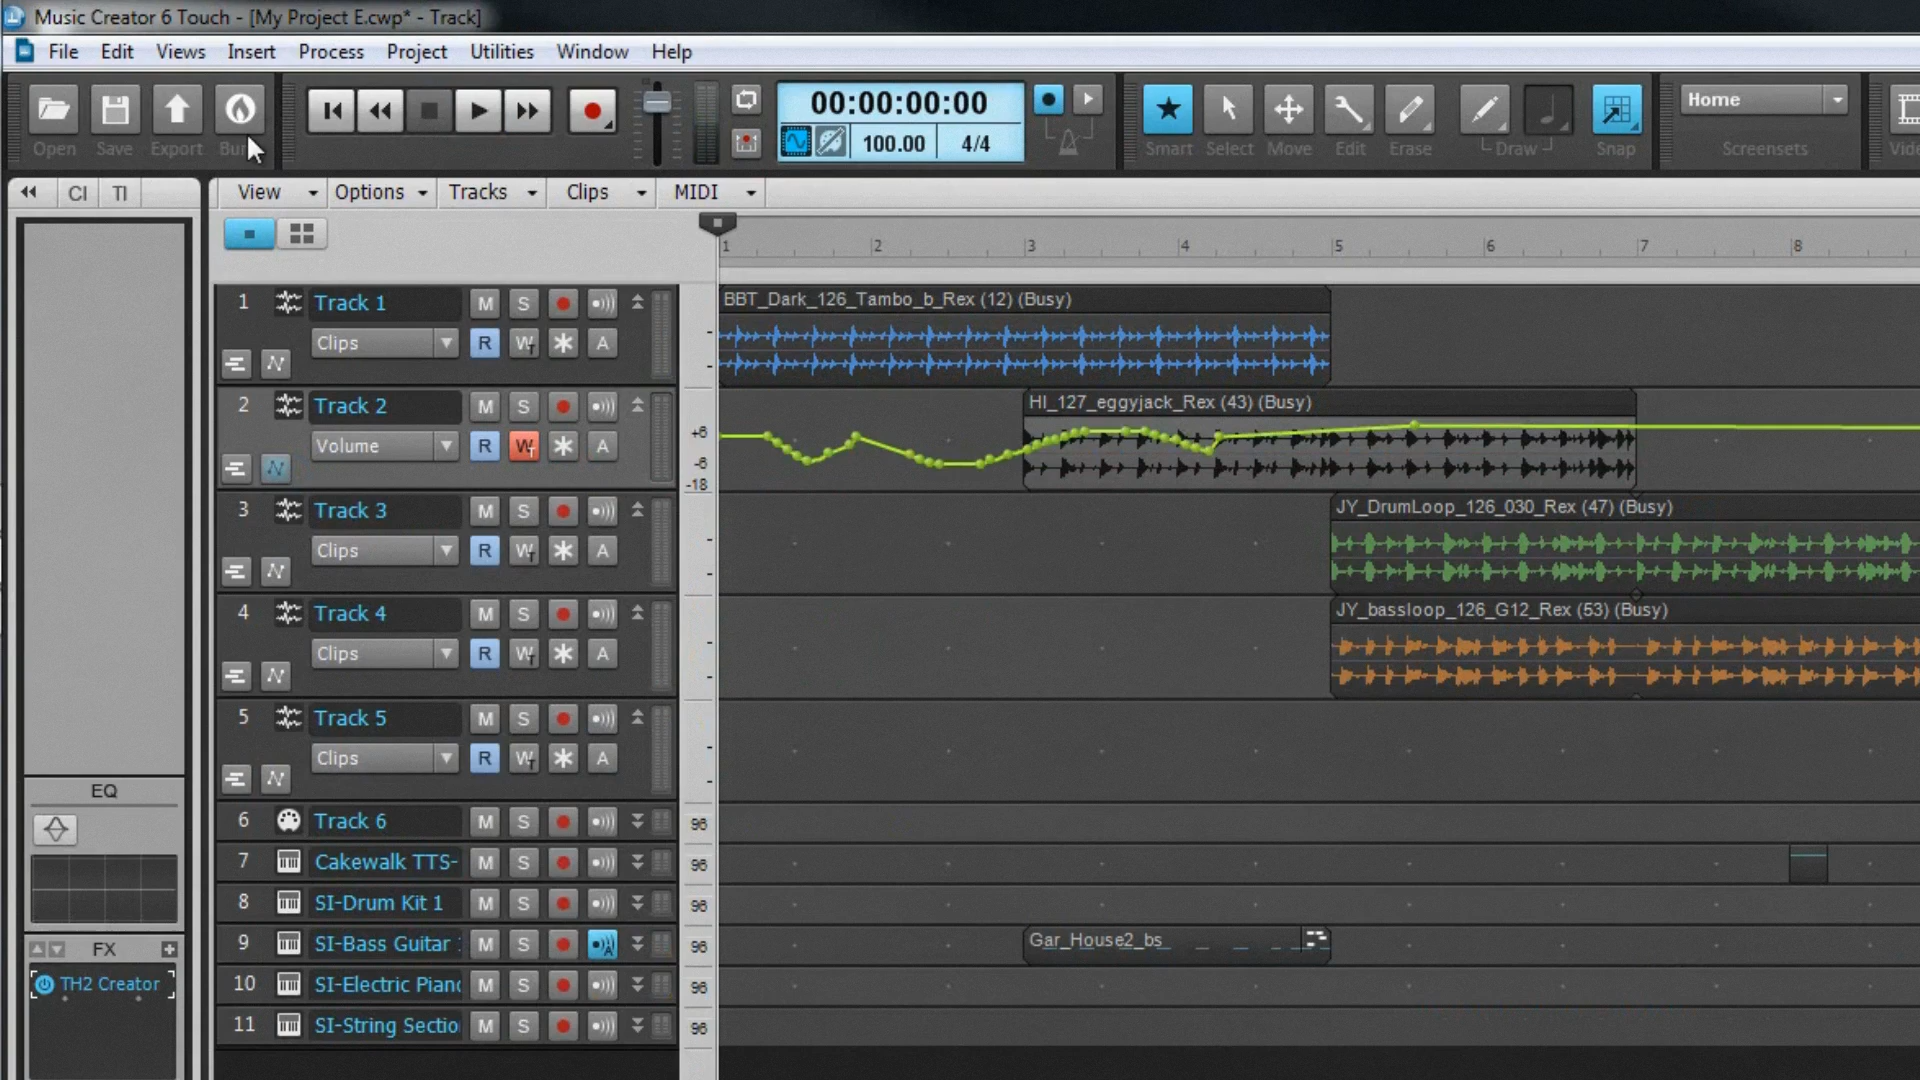 Music Creator 6 Touch - [My Project E.cwp* - Track]
File Edit Views Insert Process Project Utilities Window Help
00:00:00:00
100.00 4/4
Home
Open Save Export
Smart Select Move Edit Erase Draw Snap Screensets
CI TI
View Options Tracks Clips MIDI
1 2 3 4 5 6 7 8
1 Track 1 M S
BBT_Dark_126_Tambo_b_Rex (12) (Busy)
Clips R W A
2 Track 2 M S
HI_127_eggyjack_Rex (43) (Busy)
Volume R W A
+6
-6
-18
3 Track 3 M S
JY_DrumLoop_126_030_Rex (47) (Busy)
Clips R W A
4 Track 4 M S
JY_bassloop_126_G12_Rex (53) (Busy)
Clips R W A
5 Track 5 M S
Clips R W A
EQ
6 Track 6 M S 96
7 Cakewalk TTS- M S 96
8 SI-Drum Kit 1 M S 96
9 SI-Bass Guitar M S A 96
Gar_House2_bs
FX
TH2 Creator
10 SI-Electric Piano M S 96
11 SI-String Sectio M S 96